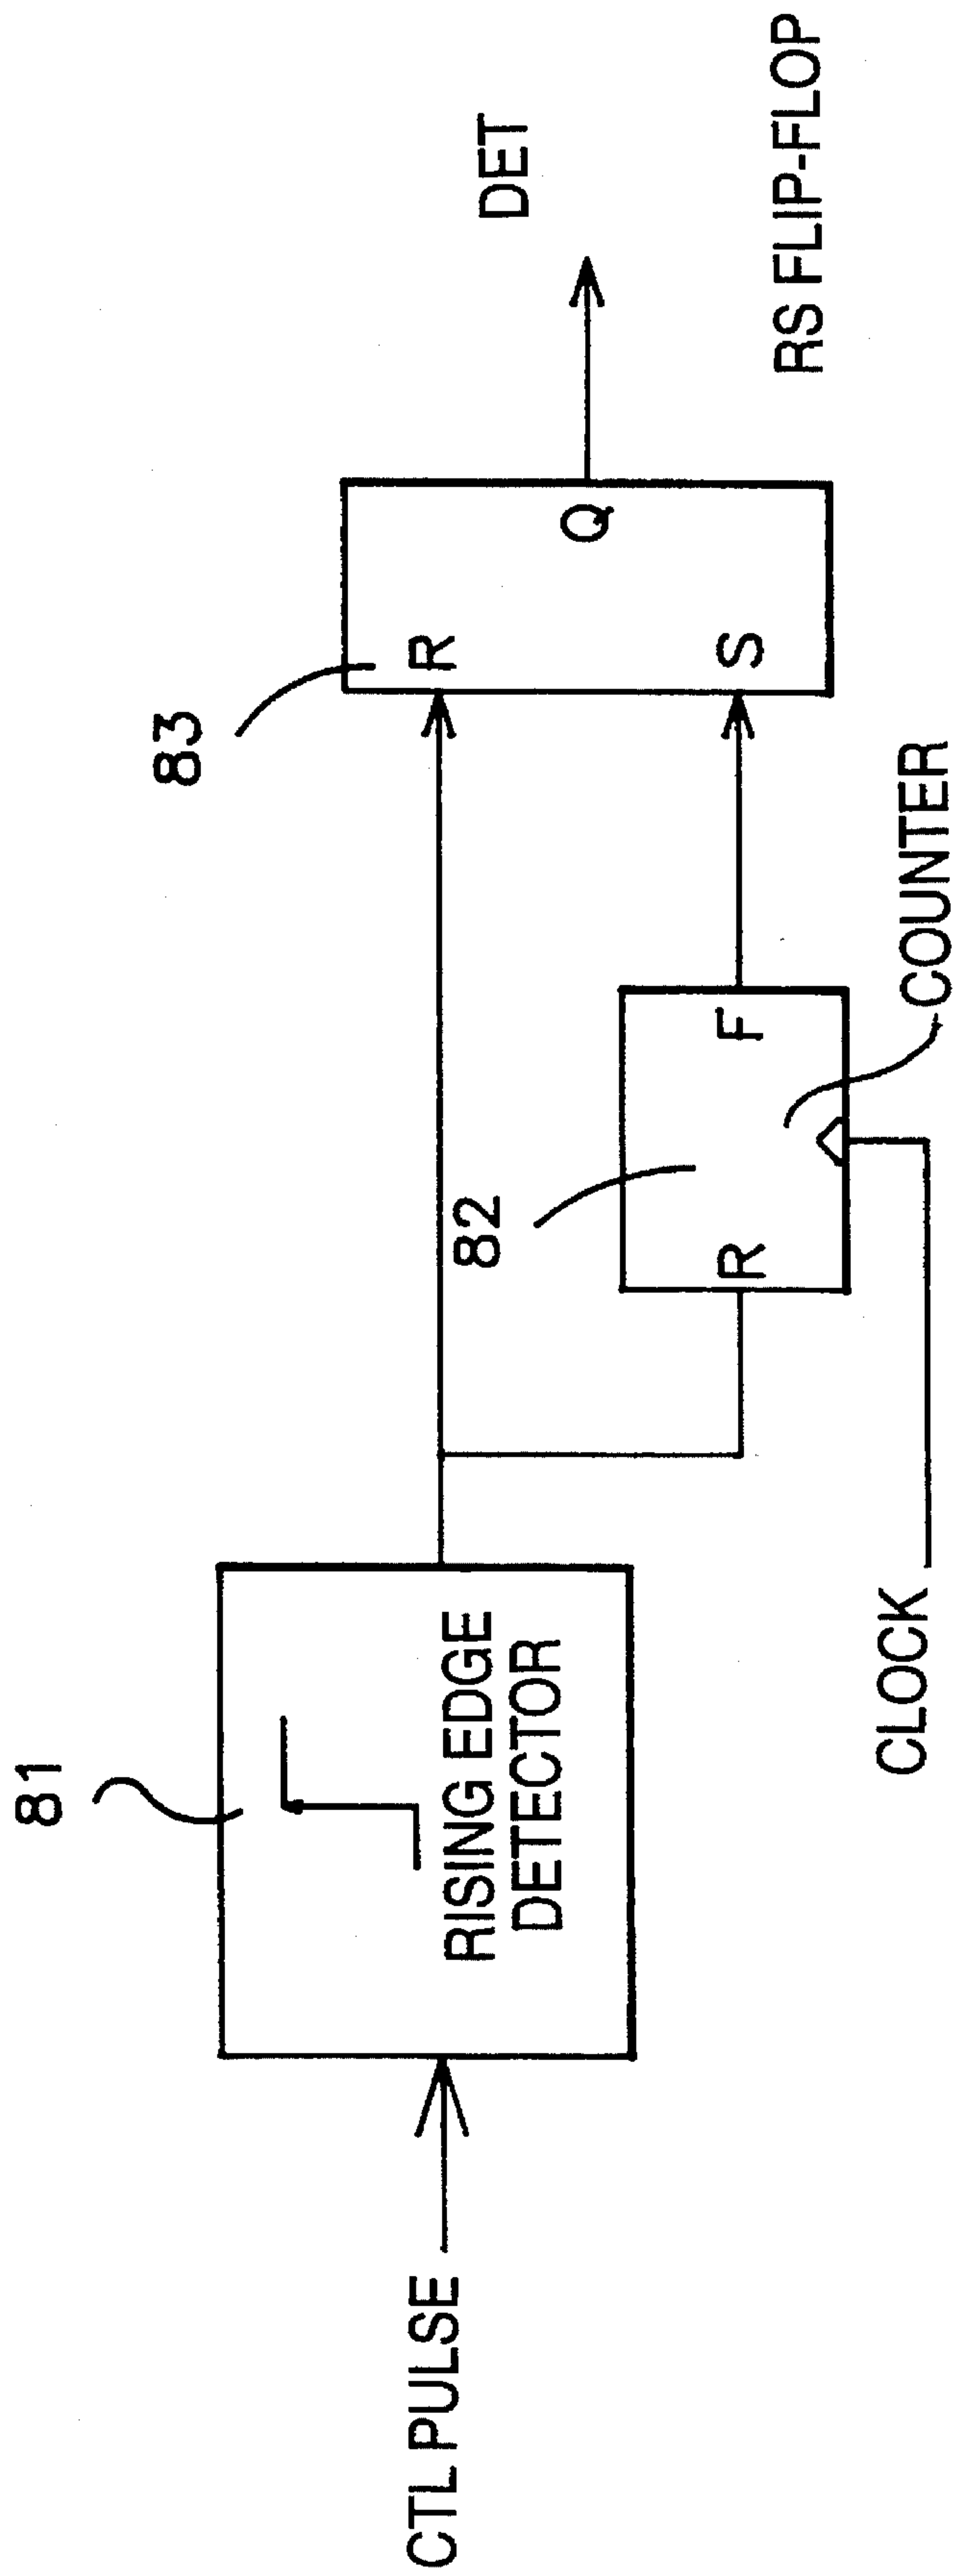 CTL PULSE
81
RISING EDGE
DETECTOR
CLOCK
82
R
F
COUNTER
83
R
S
Q
DET
RS FLIP-FLOP